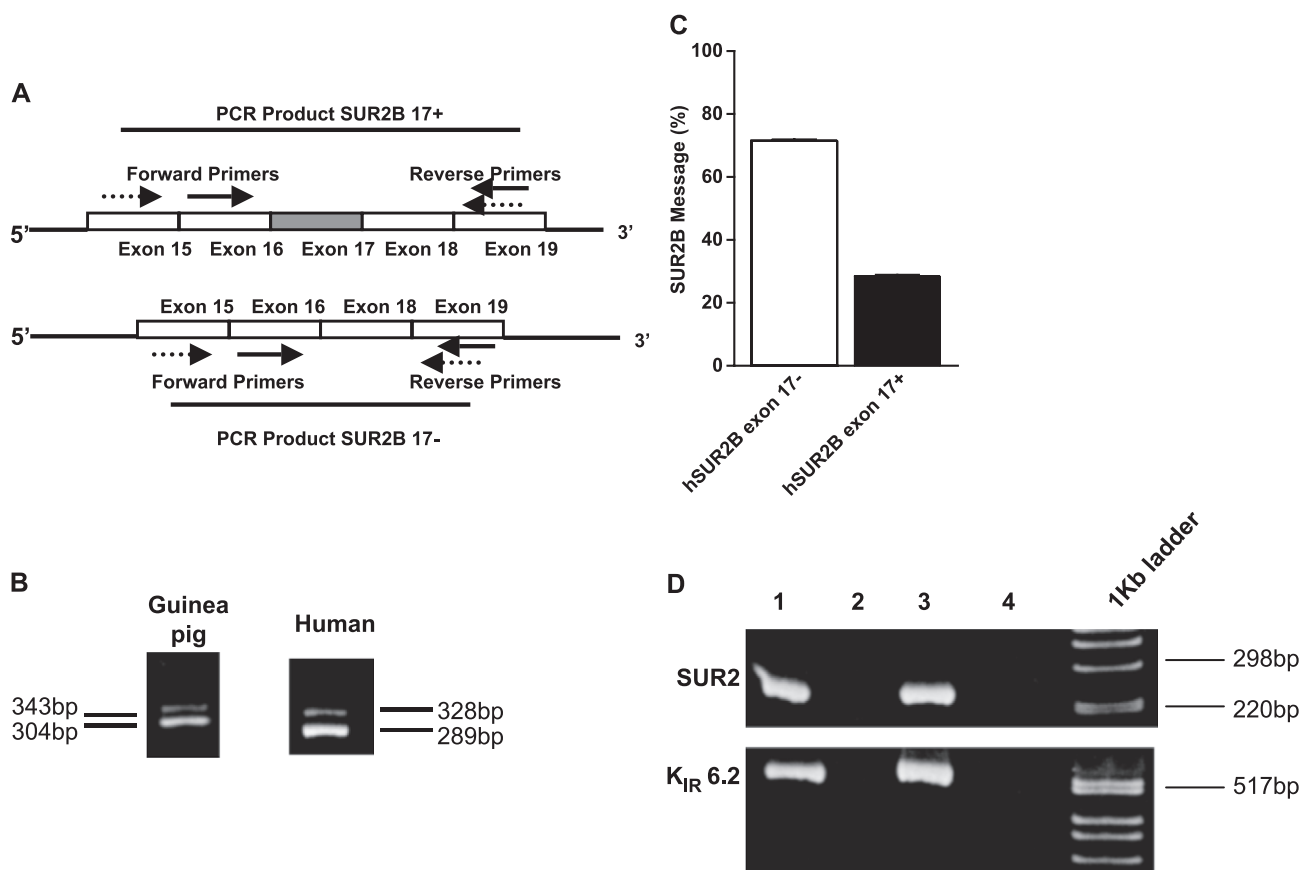 A
PCR Product SUR2B 17+
Forward Primers
Reverse Primers
5’
3’
Exon 15
Exon 16
Exon 17
Exon 18
Exon 19
Exon 15
Exon 16
Exon 18
Exon 19
5’
3’
Forward Primers
Reverse Primers
PCR Product SUR2B 17-
B
Guinea
pig
Human
343bp
304bp
328bp
289bp
C
SUR2B Message (%)
100
80
60
40
20
0
hSUR2B exon 17-
hSUR2B exon 17+
D
1
2
3
4
1Kb ladder
SUR2
298bp
220bp
KIR 6.2
517bp